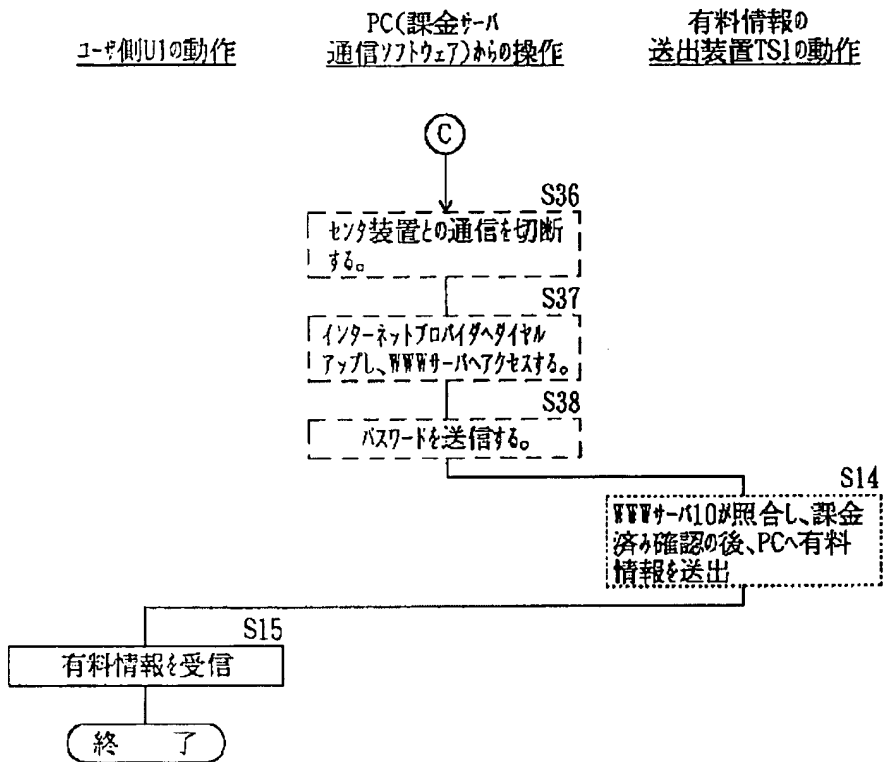 ユーザ側U1の動作
PC(課金サーバ
通信ソフトウェア)からの操作
有料情報の
送出装置TS1の動作
C
S36
センタ装置との通信を切断
する。
S37
インターネットプロバイダへダイヤル
アップし、WWWサーバへアクセスする。
S38
パスワードを送信する。
S14
WWWサーバ10が照合し、課金
済み確認の後、PCへ有料
情報を送出
S15
有料情報を受信
終 了